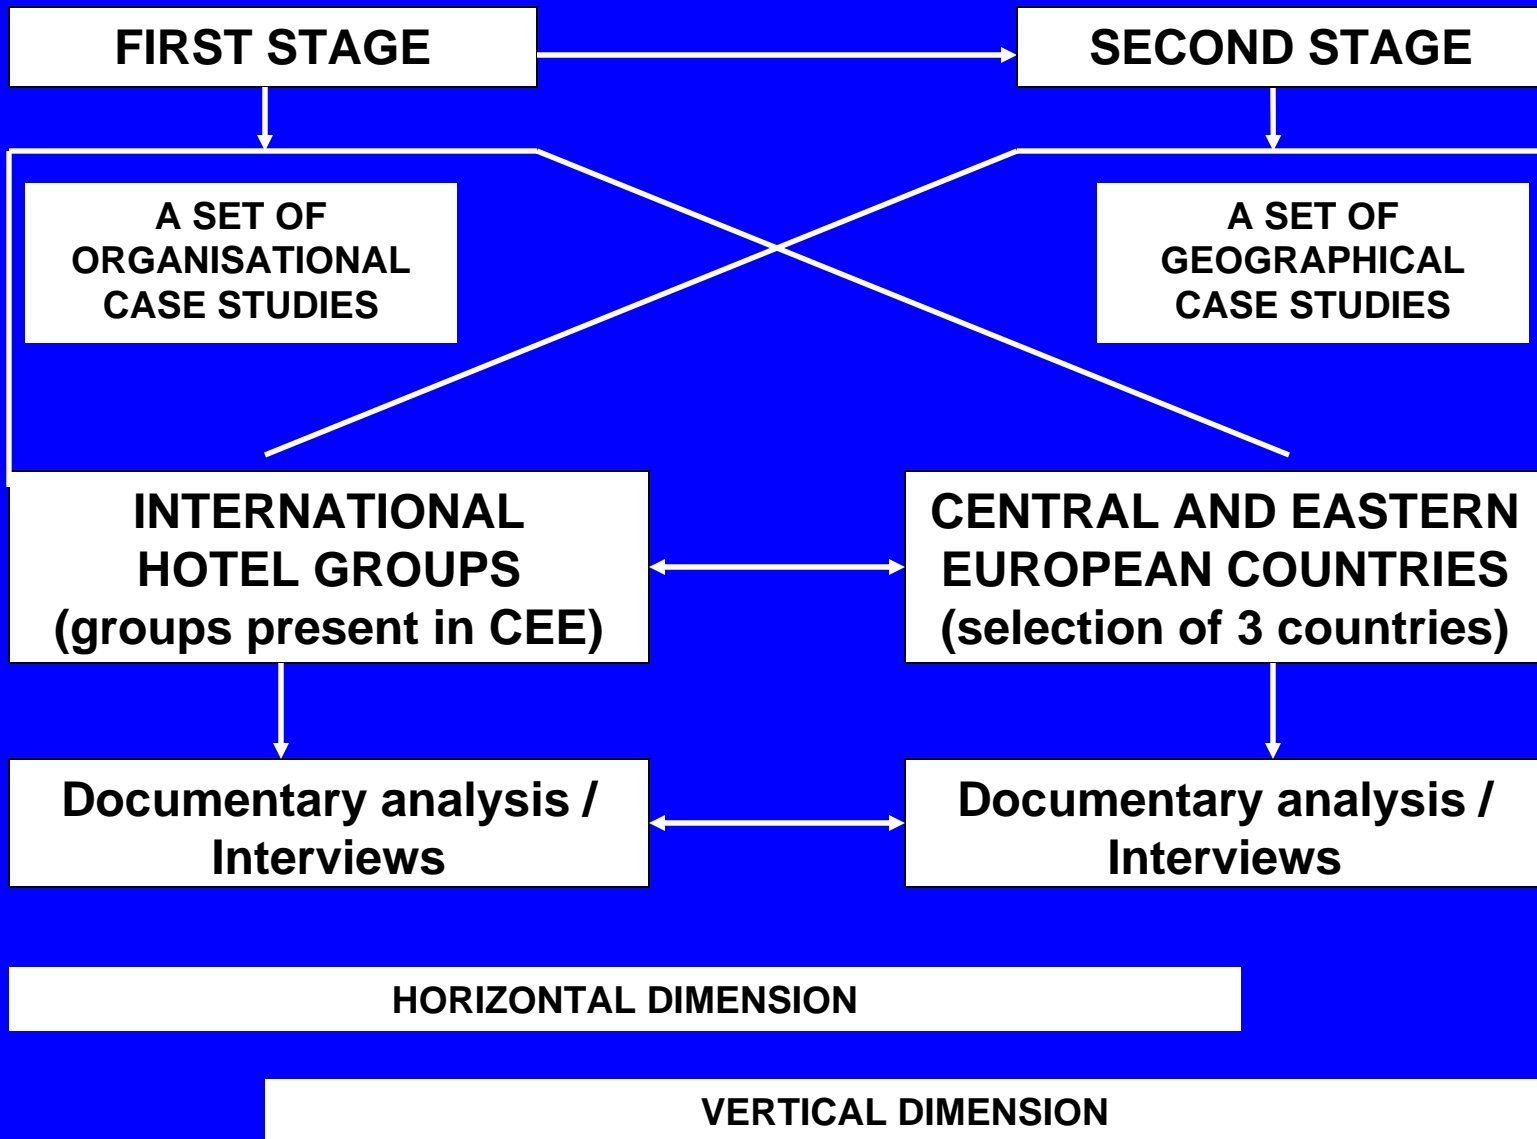 FIRST STAGE
SECOND STAGE
A SET OF
ORGANISATIONAL
CASE STUDIES
A SET OF
GEOGRAPHICAL
CASE STUDIES
INTERNATIONAL
HOTEL GROUPS
(groups present in CEE)
CENTRAL AND EASTERN
EUROPEAN COUNTRIES
(selection of 3 countries)
Documentary analysis /
Interviews
Documentary analysis /
Interviews
HORIZONTAL DIMENSION
VERTICAL DIMENSION